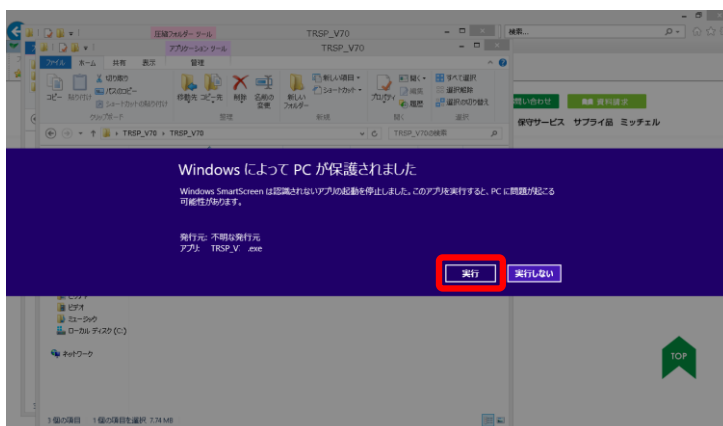 圧縮フォルダー ツール
TRSP_V70
検索...
アプリケーション ツール
TRSP_V70
ファイル ホーム 共有 表示 管理
コピー 貼り付け
切り取り
パスのコピー
ショートカットの貼り付け
移動先 コピー先 削除 名前の変更
新しいフォルダー
新しい項目
ショートカット
プロパティ
開く
編集
履歴
すべて選択
選択解除
選択の切り替え
クリップボード 整理 新規 開く 選択
TRSP_V70 › TRSP_V70
TRSP_V70の検索
問い合わせ
資料請求
保守サービス サプライ品 ミッチェル
Windows によって PC が保護されました
Windows SmartScreen は認識されないアプリの起動を停止しました。このアプリを実行すると、PC に問題が起こる
可能性があります。
発行元: 不明な発行元
アプリ: TRSP_V .exe
実行
実行しない
ビデオ
ミュージック
ローカル ディスク (C:)
ネットワーク
TOP
3 個の項目 1 個の項目を選択 7.74 MB